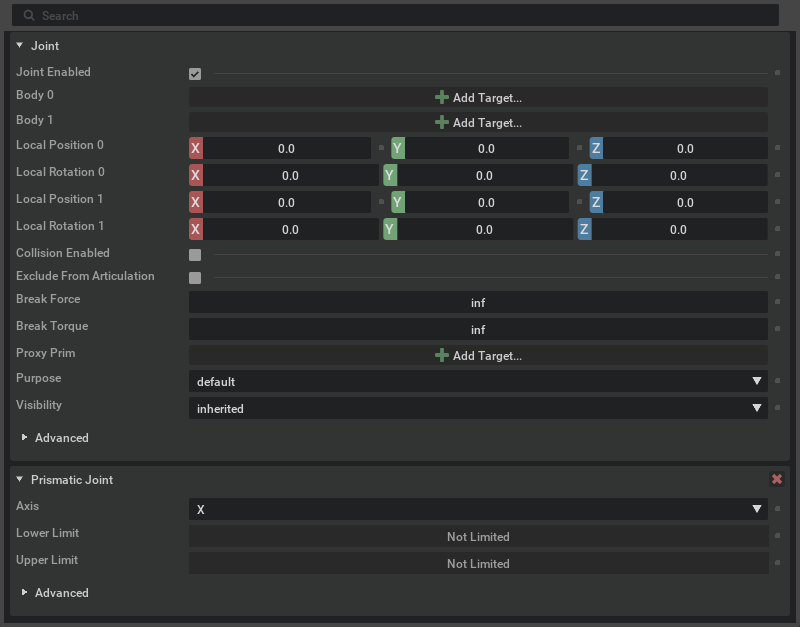 Search
Joint
Joint Enabled
Body 0 Add Target...
Body 1 Add Target...
Local Position 0 X 0.0 Y 0.0 Z 0.0
Local Rotation 0 X 0.0 Y 0.0 Z 0.0
Local Position 1 X 0.0 Y 0.0 Z 0.0
Local Rotation 1 X 0.0 Y 0.0 Z 0.0
Collision Enabled
Exclude From Articulation
Break Force inf
Break Torque inf
Proxy Prim Add Target...
Purpose default
Visibility inherited
Advanced
Prismatic Joint
Axis X
Lower Limit Not Limited
Upper Limit Not Limited
Advanced